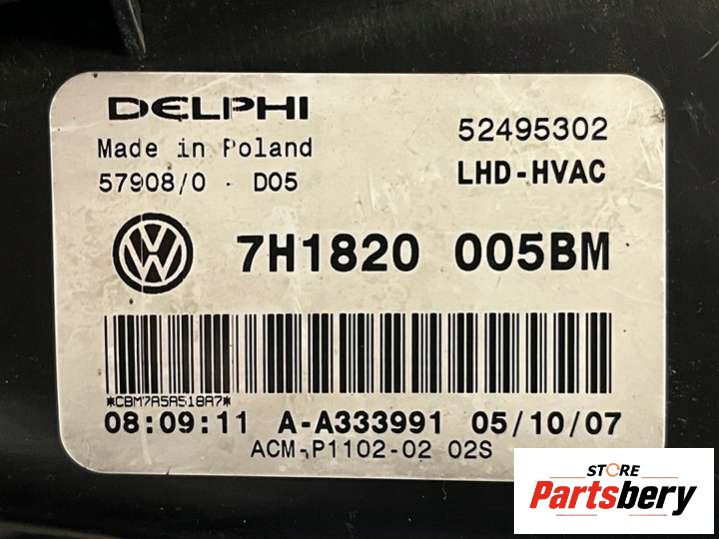 DELPHI
52495302
Made in Poland
LHD-HVAC
57908/0 - D05
7H1820 005BM
*CBM7A5A518A7*
08:09:11 A-A333991 05/10/07
ACM-P1102-02 02S
STORE
Partsbery